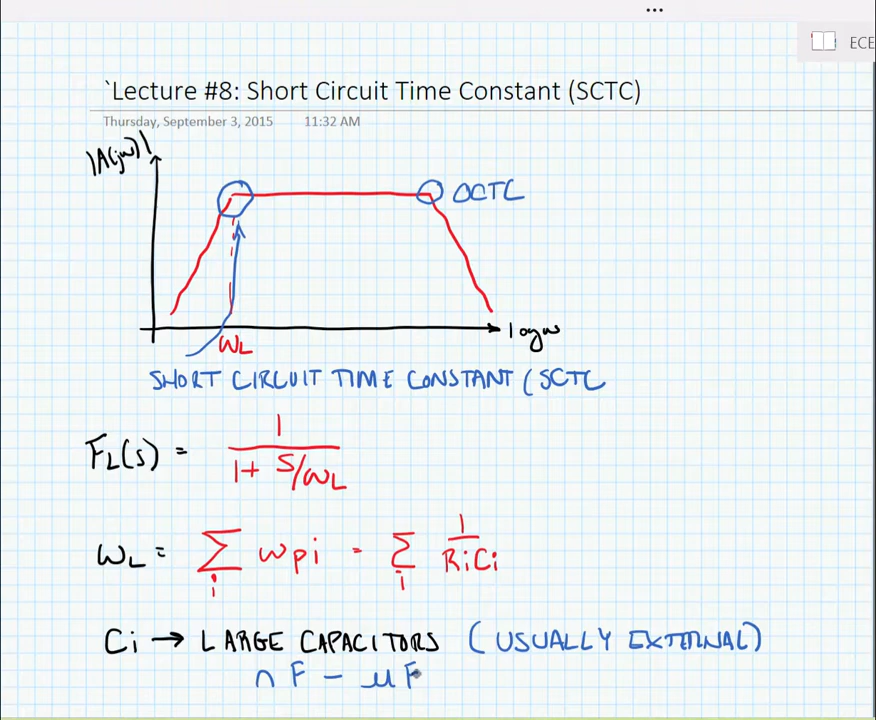 ...
ECE
`Lecture #8: Short Circuit Time Constant (SCTC)
Thursday, September 3, 2015 11:32 AM
|A(jω)|
OCTC
logω
ωL
SHORT CIRCUIT TIME CONSTANT (SCTC
FL(s) = 1 / (1 + S/ωL)
ωL = Σi ωpi = Σi 1/RiCi
Ci → LARGE CAPACITORS (USUALLY EXTERNAL)
nF – μF